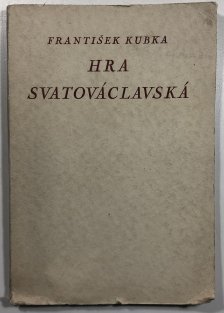 FRANTIŠEK KUBKA
HRA
SVATOVÁCLAVSKÁ